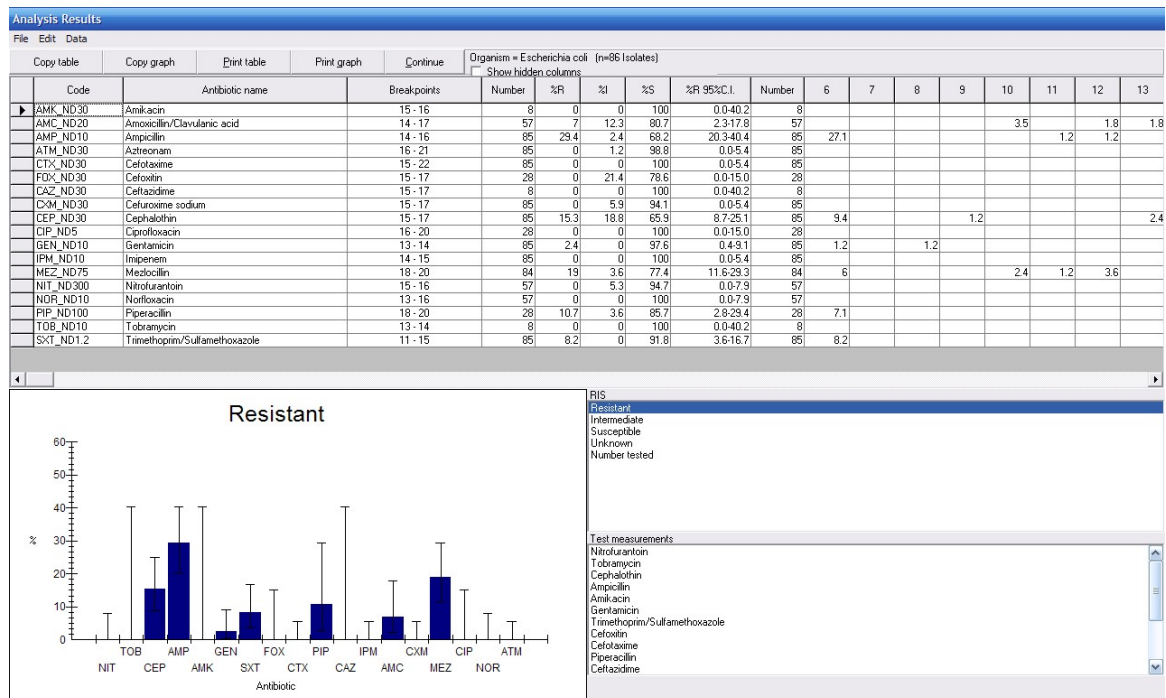 Analysis Results
File Edit Data
Copy table Copy graph Print table Print graph Continue Organism = Escherichia coli (n=86 Isolates)
Show hidden columns
Code Antibiotic name Breakpoints Number %R %I %S %R 95%C.I. Number 6 7 8 9 10 11 12 13
AMK_ND30 Amikacin 15 - 16 8 0 0 100 0.0-40.2 8
AMC_ND20 Amoxicillin/Clavulanic acid 14 - 17 57 7 12.3 80.7 2.3-17.8 57 3.5 1.8 1.8
AMP_ND10 Ampicillin 14 - 16 85 29.4 2.4 68.2 20.3-40.4 85 27.1 1.2 1.2
ATM_ND30 Aztreonam 16 - 21 85 0 1.2 98.8 0.0-5.4 85
CTX_ND30 Cefotaxime 15 - 22 85 0 0 100 0.0-5.4 85
FOX_ND30 Cefoxitin 15 - 17 28 0 21.4 78.6 0.0-15.0 28
CAZ_ND30 Ceftazidime 15 - 17 8 0 0 100 0.0-40.2 8
CXM_ND30 Cefuroxime sodium 15 - 17 85 0 5.9 94.1 0.0-5.4 85
CEP_ND30 Cephalothin 15 - 17 85 15.3 18.8 65.9 8.7-25.1 85 9.4 1.2 2.4
CIP_ND5 Ciprofloxacin 16 - 20 28 0 0 100 0.0-15.0 28
GEN_ND10 Gentamicin 13 - 14 85 2.4 0 97.6 0.4-9.1 85 1.2 1.2
IPM_ND10 Imipenem 14 - 15 85 0 0 100 0.0-5.4 85
MEZ_ND75 Mezlocillin 18 - 20 84 19 3.6 77.4 11.6-29.3 84 6 2.4 1.2 3.6
NIT_ND300 Nitrofurantoin 15 - 16 57 0 5.3 94.7 0.0-7.9 57
NOR_ND10 Norfloxacin 13 - 16 57 0 0 100 0.0-7.9 57
PIP_ND100 Piperacillin 18 - 20 28 10.7 3.6 85.7 2.8-29.4 28 7.1
TOB_ND10 Tobramycin 13 - 14 8 0 0 100 0.0-40.2 8
SXT_ND1.2 Trimethoprim/Sulfamethoxazole 11 - 15 85 8.2 0 91.8 3.6-16.7 85 8.2
Resistant
60
50
40
% 30
20
10
0
TOB AMP GEN FOX PIP IPM CXM CIP ATM
NIT CEP AMK SXT CTX CAZ AMC MEZ NOR
Antibiotic
RIS
Resistant
Intermediate
Susceptible
Unknown
Number tested
Test measurements
Nitrofurantoin
Tobramycin
Cephalothin
Ampicillin
Amikacin
Gentamicin
Trimethoprim/Sulfamethoxazole
Cefoxitin
Cefotaxime
Piperacillin
Ceftazidime